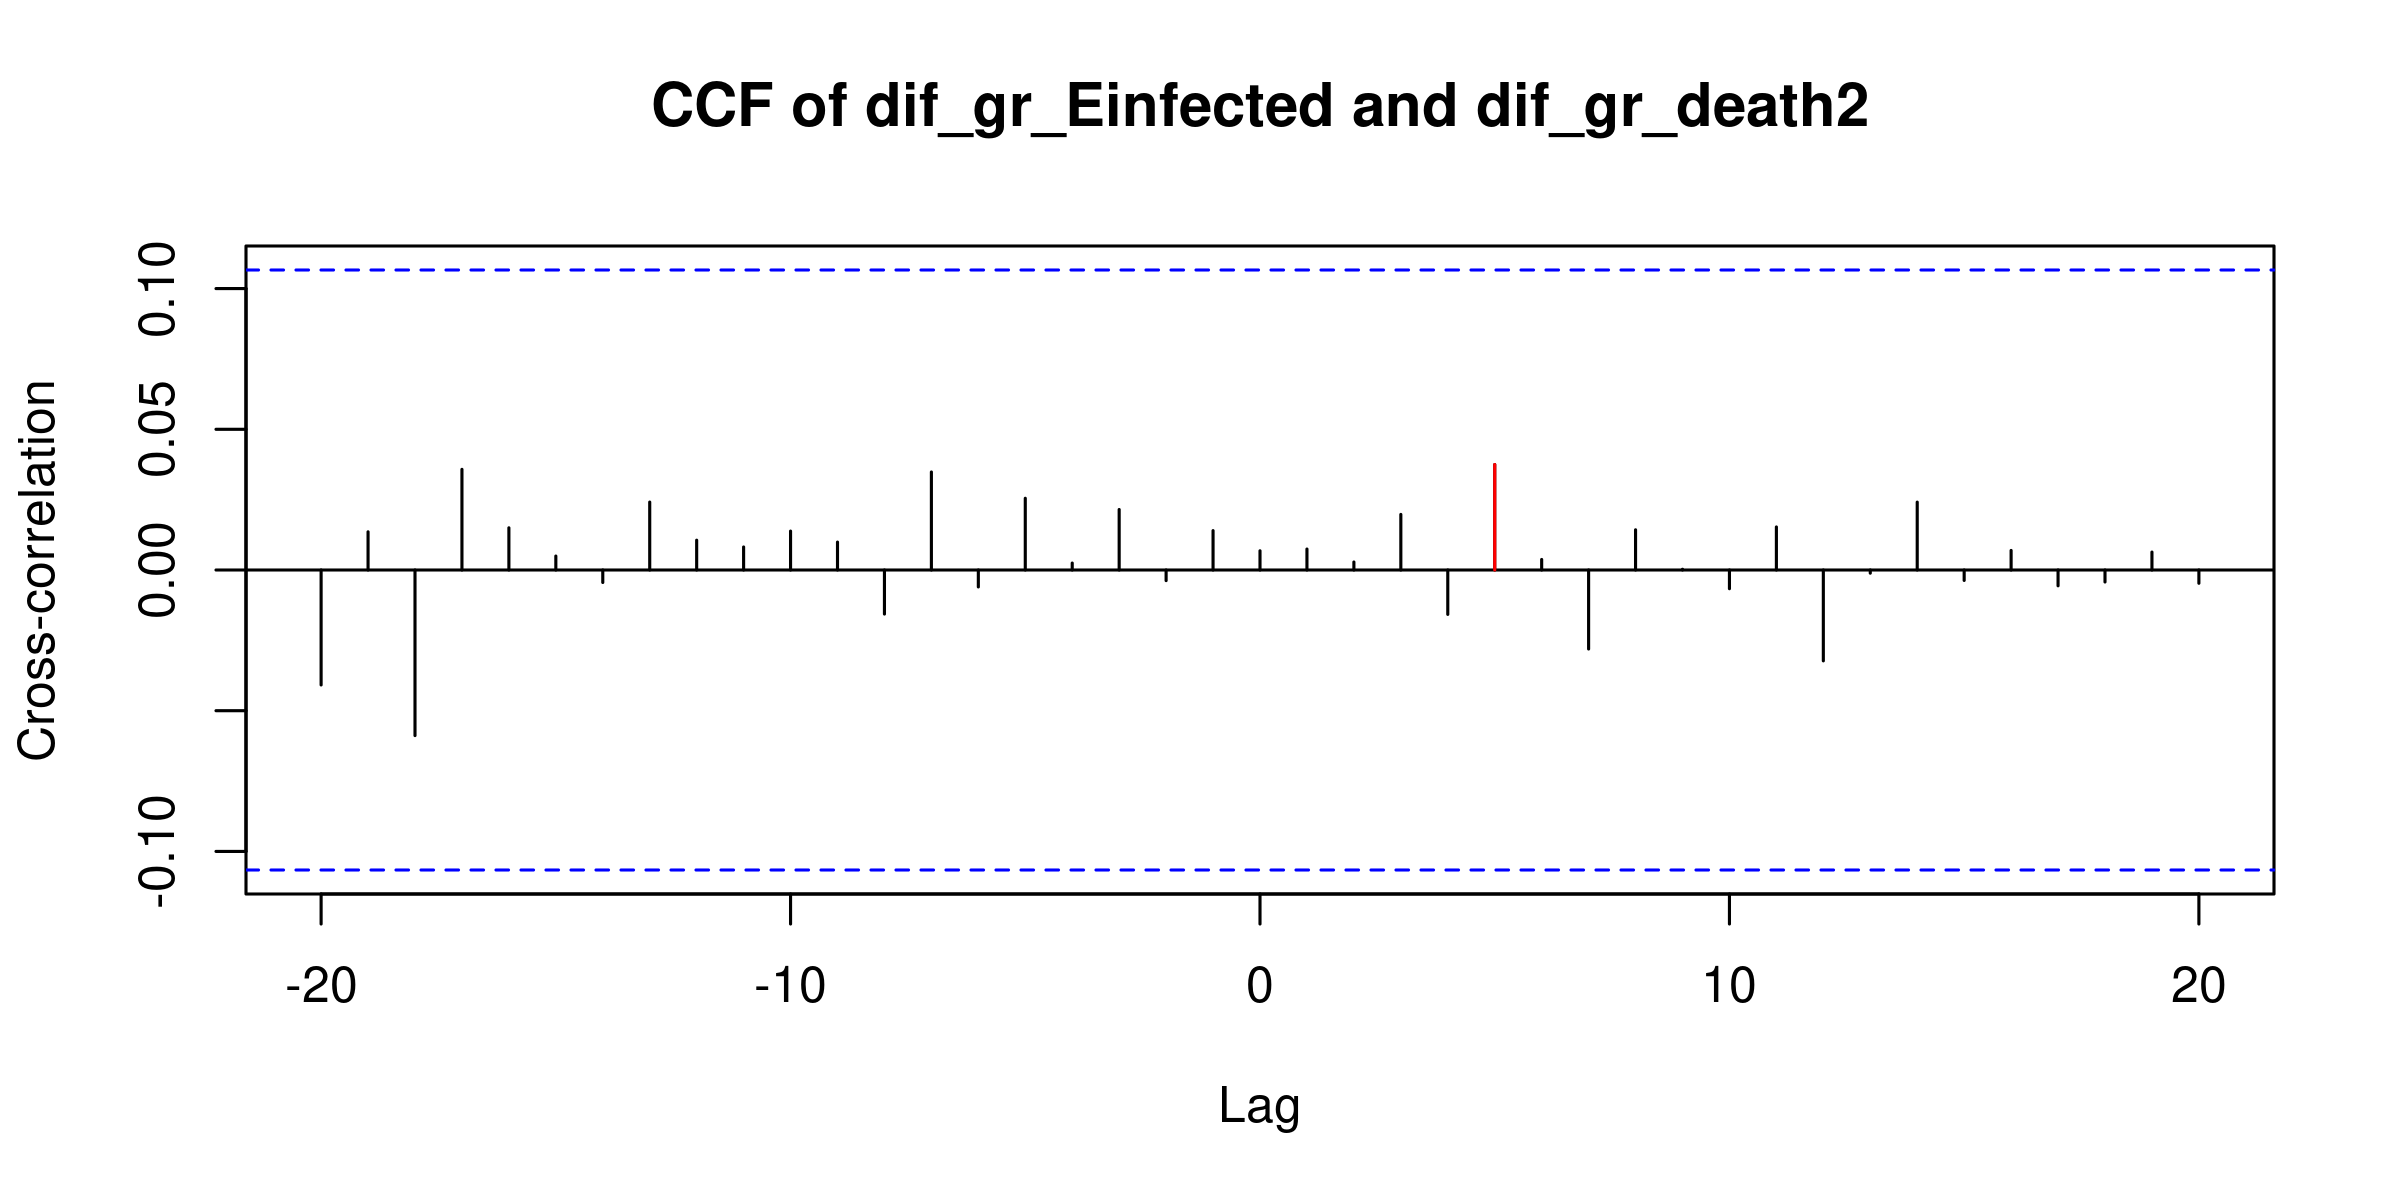 CCF of dif_gr_Einfected and dif_gr_death2
Cross-correlation
0.10
0.05
0.00
-0.10
-20 -10 0 10 20
Lag